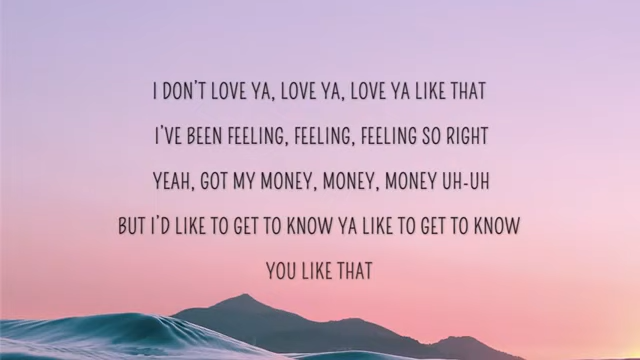 I DON'T LOVE YA, LOVE YA, LOVE YA LIKE THAT
I'VE BEEN FEELING, FEELING, FEELING SO RIGHT
YEAH, GOT MY MONEY, MONEY, MONEY UH-UH
BUT I'D LIKE TO GET TO KNOW YA LIKE TO GET TO KNOW
YOU LIKE THAT